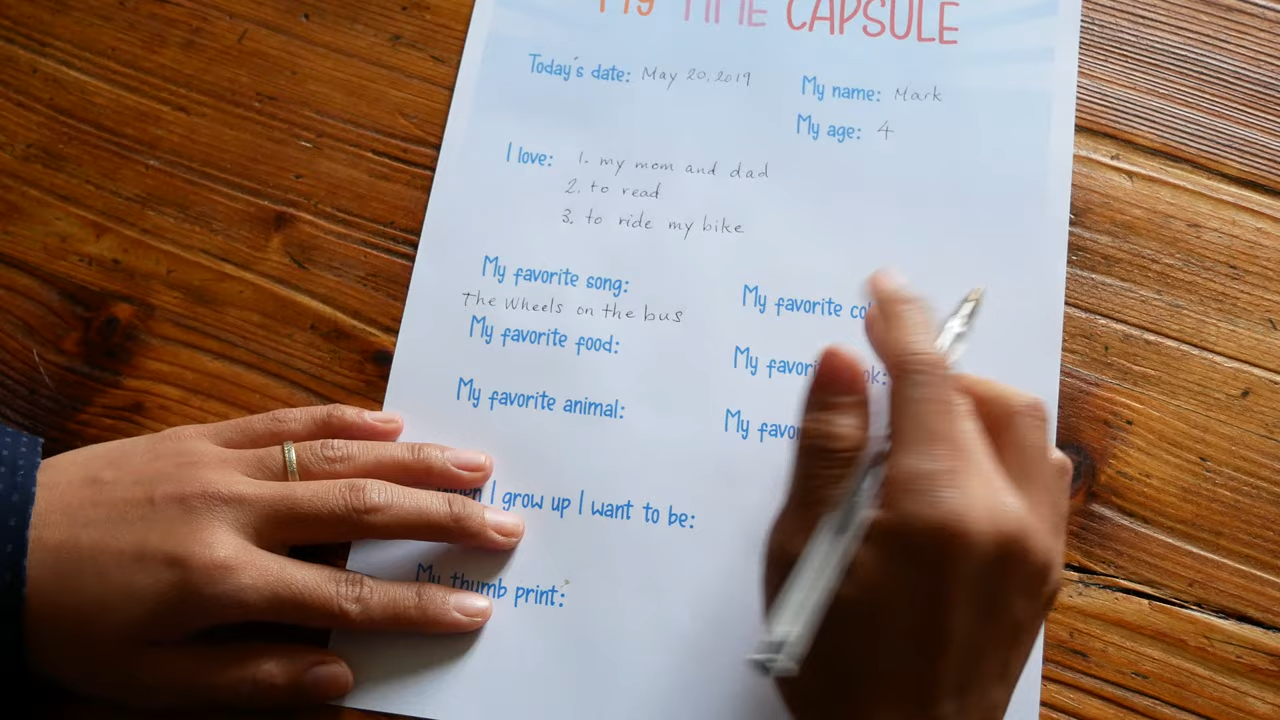 My TIME CAPSULE
Today's date: May 20, 2019
My name: Mark
My age: 4
I love: 1. my mom and dad
2. to read
3. to ride my bike
My favorite song:
The Wheels on the bus
My favorite
My favorite food:
My favorite animal:
I grow up I want to be:
My thumb print: